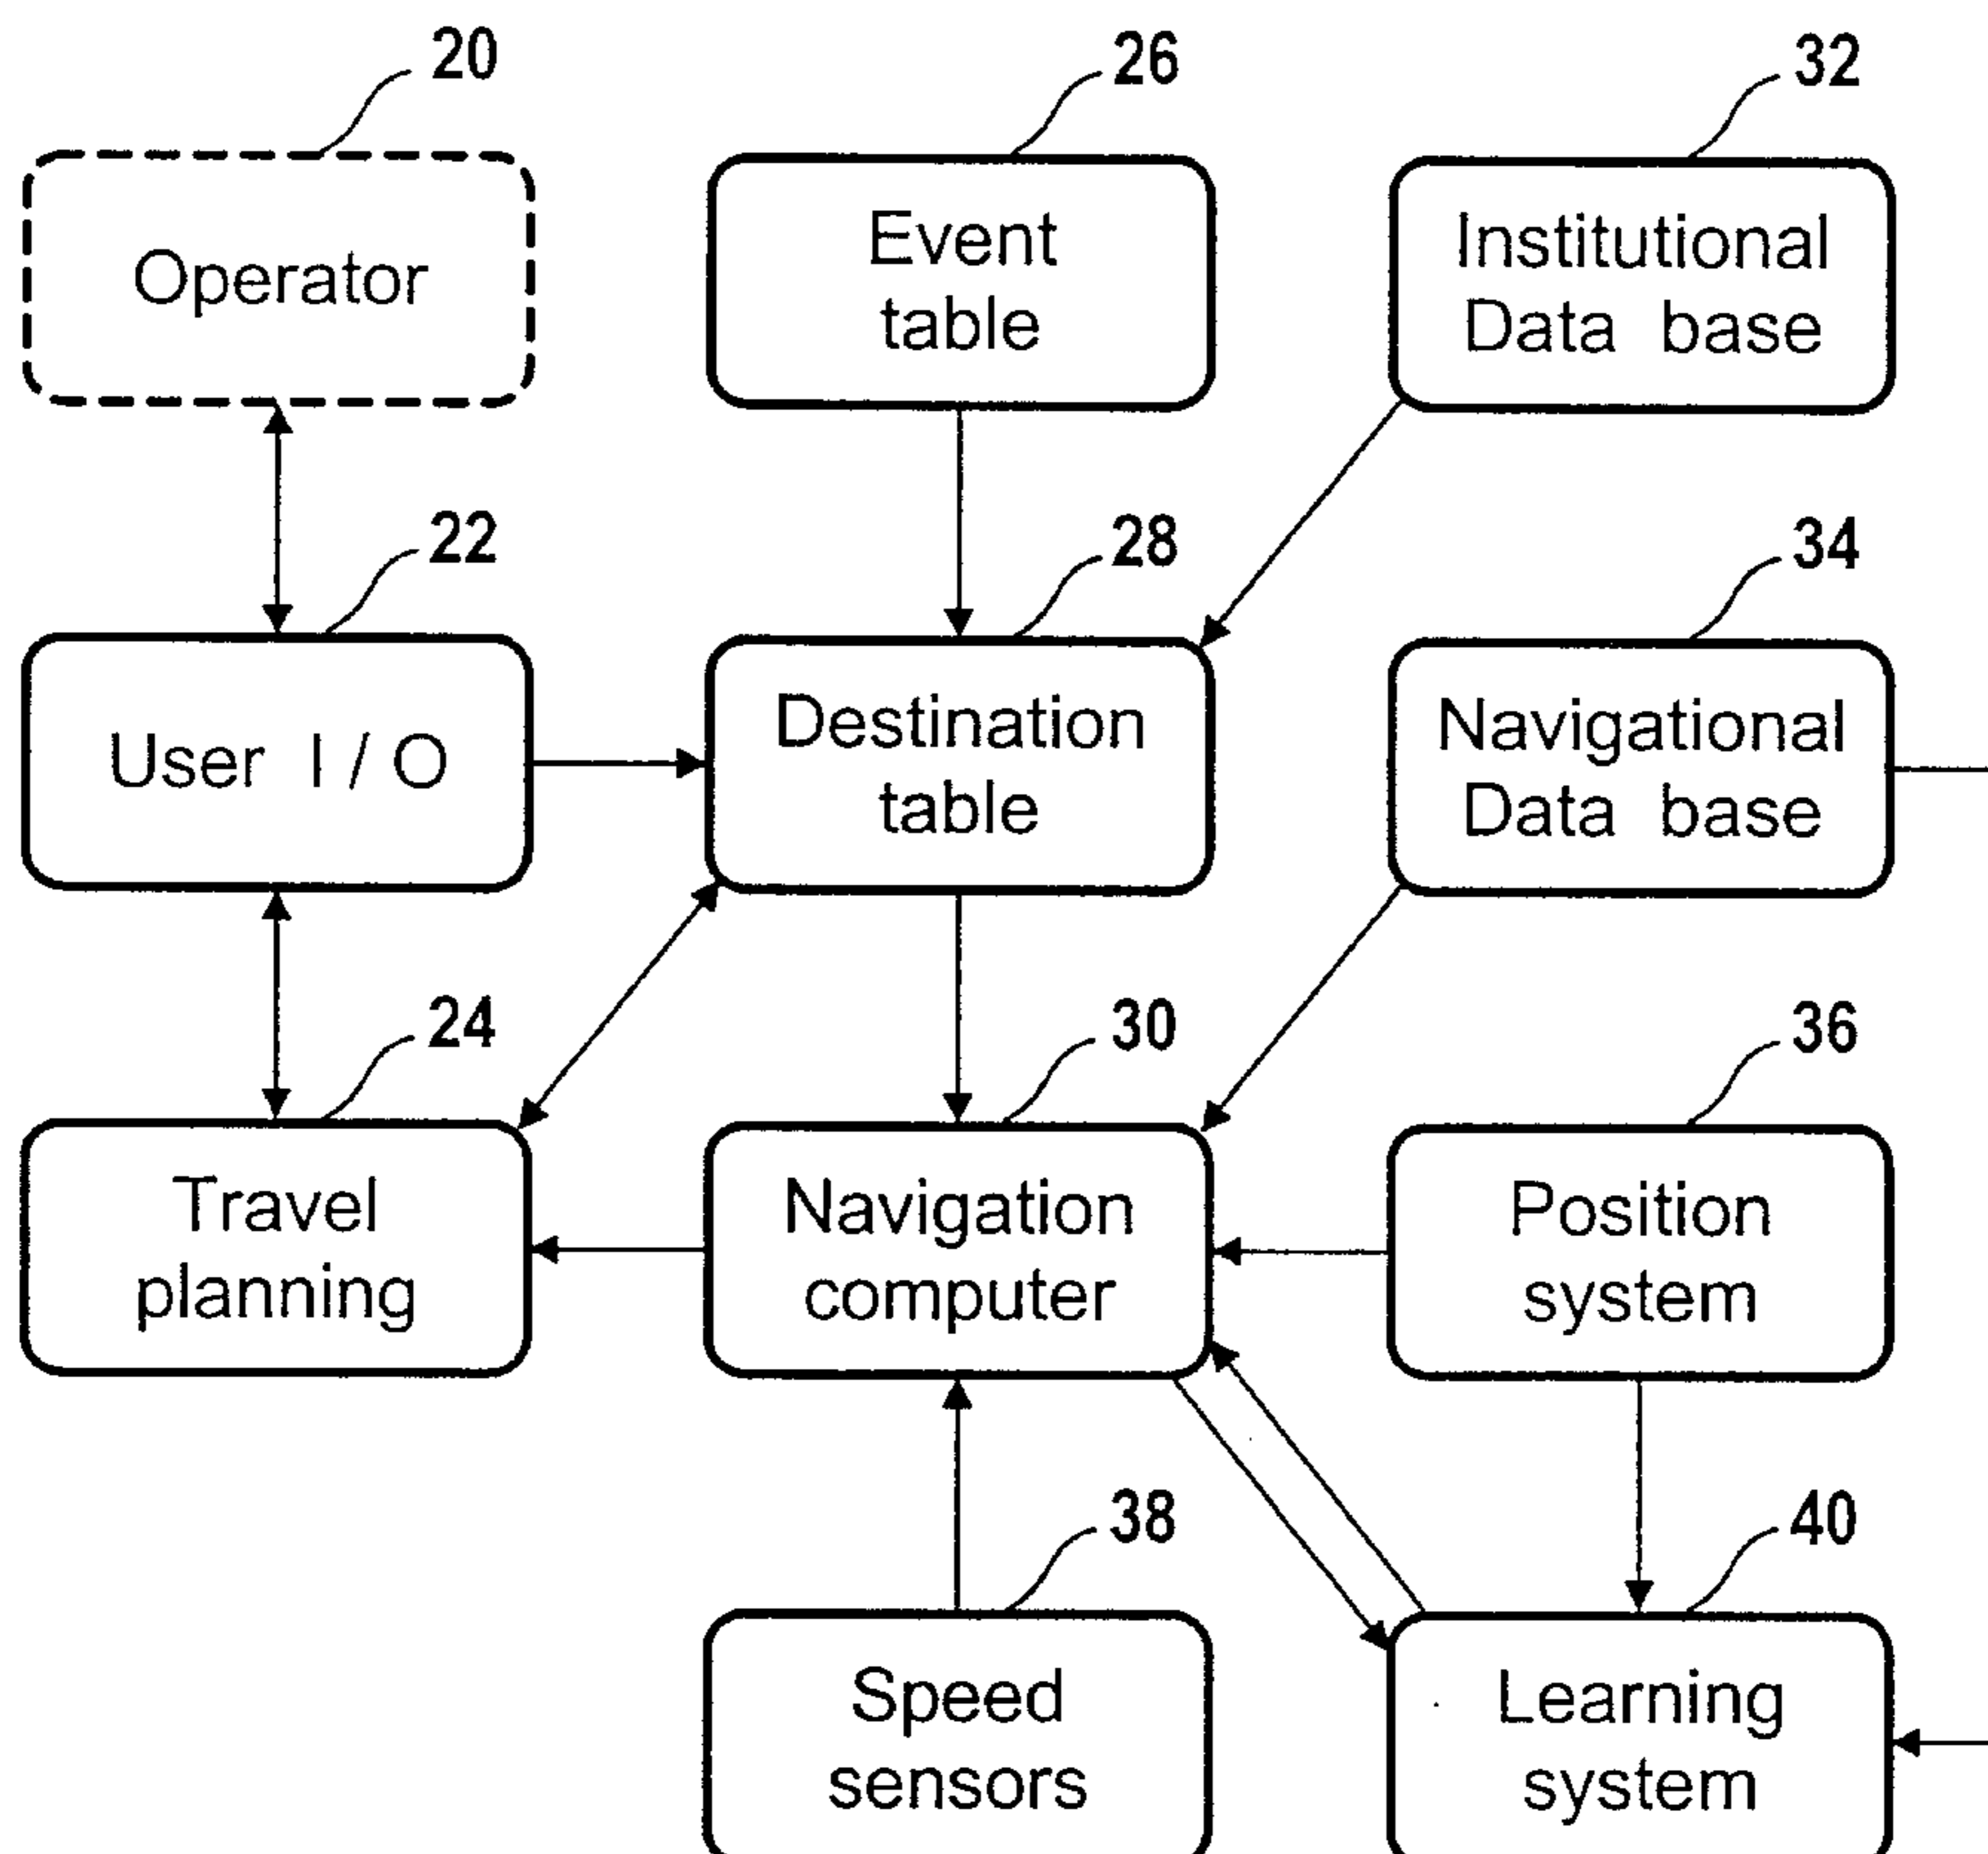 20
26
32
Operator
Event
table
Institutional
Data base
22
28
34
User I / O
Destination
table
Navigational
Data base
24
30
36
Travel
planning
Navigation
computer
Position
system
38
40
Speed
sensors
Learning
system